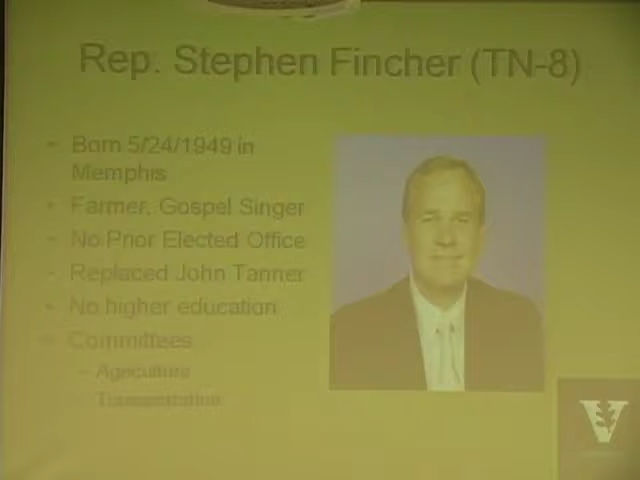 Rep. Stephen Fincher (TN-8)
• Born 5/24/1949 in
Memphis
• Farmer, Gospel Singer
• No Prior Elected Office
• Replaced John Tanner
• No higher education
• Committees
– Agriculture
– Transportation
V